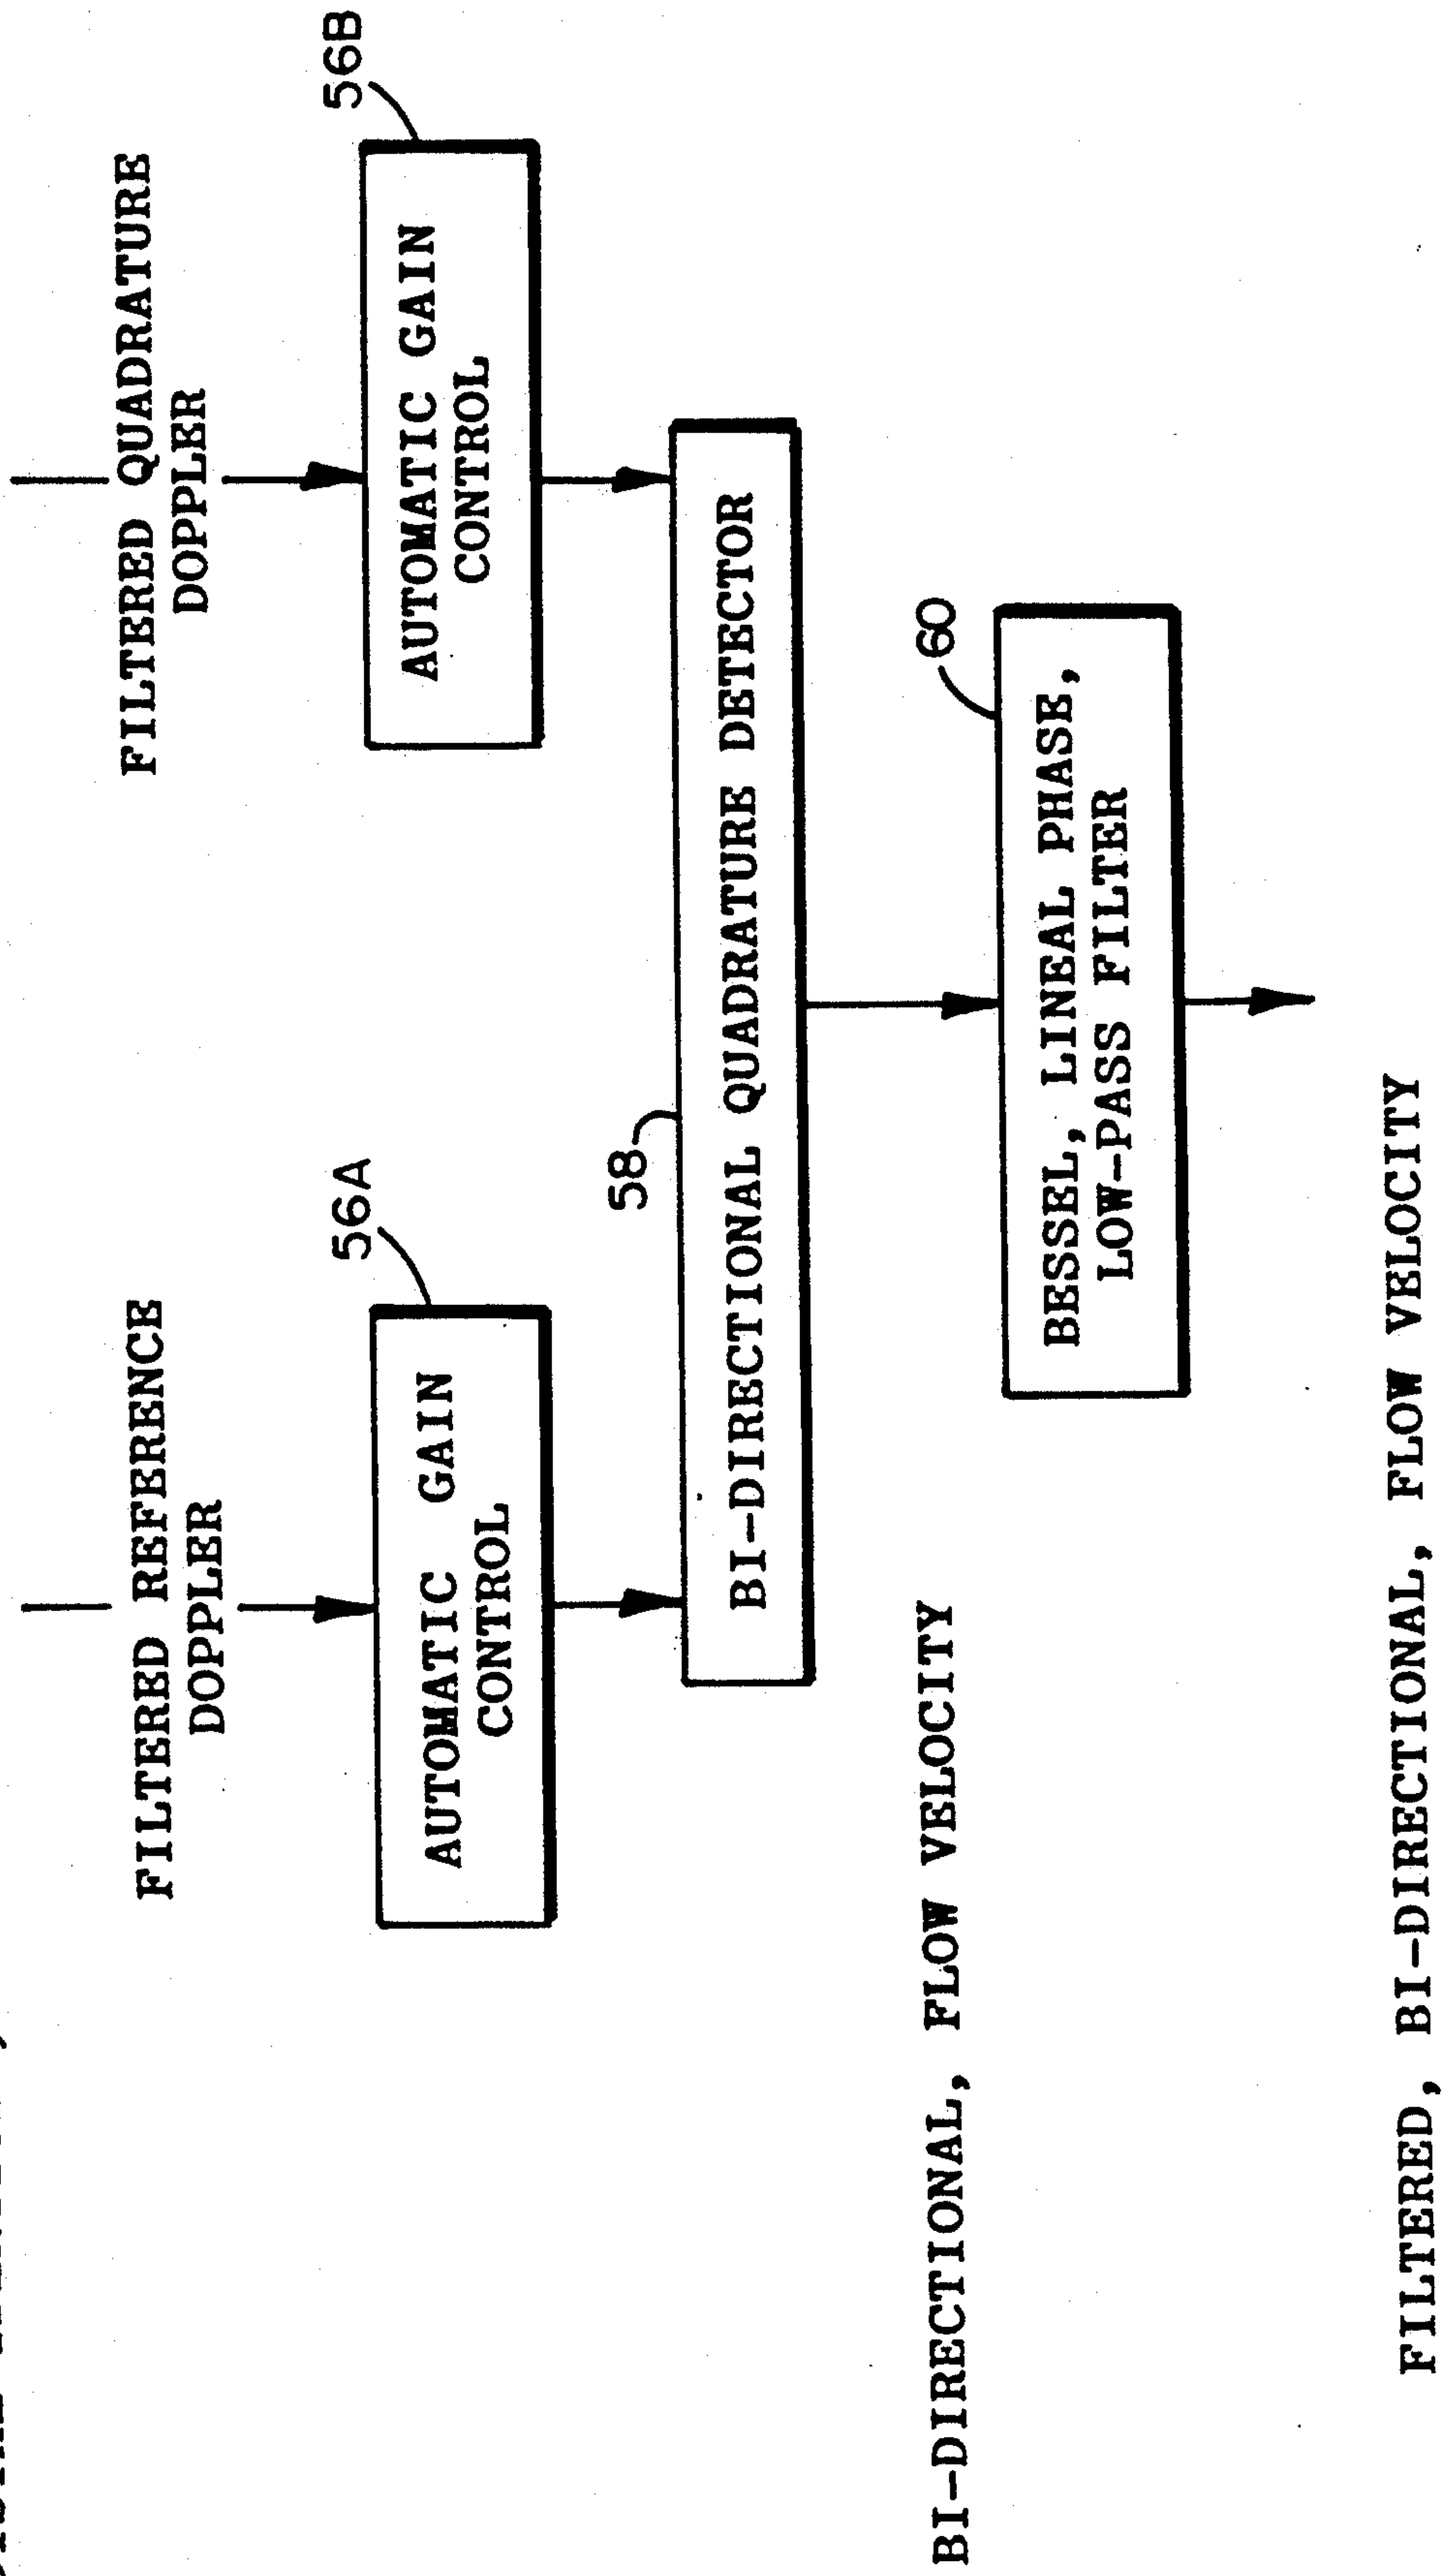 FILTERED REFERENCE
DOPPLER
FILTERED QUADRATURE
DOPPLER
56A
56B
AUTOMATIC GAIN
CONTROL
AUTOMATIC GAIN
CONTROL
58
BI-DIRECTIONAL QUADRATURE DETECTOR
BI-DIRECTIONAL, FLOW VELOCITY
60
BESSEL, LINEAL PHASE,
LOW-PASS FILTER
FILTERED, BI-DIRECTIONAL, FLOW VELOCITY